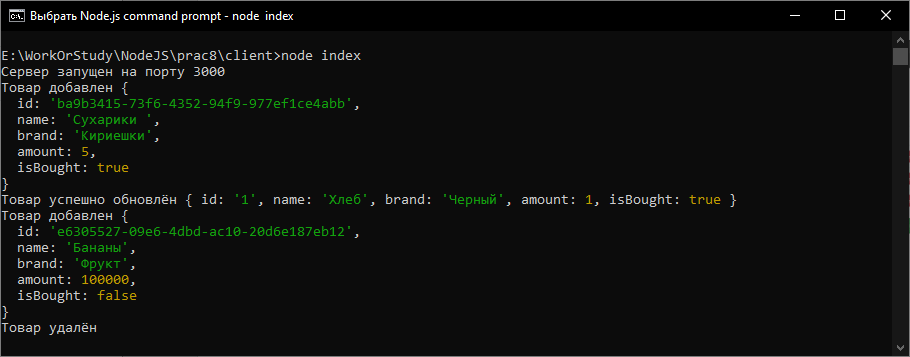 Выбрать Node.js command prompt - node  index
E:\WorkOrStudy\NodeJS\prac8\client>node index
Сервер запущен на порту 3000
Товар добавлен {
  id: 'ba9b3415-73f6-4352-94f9-977ef1ce4abb',
  name: 'Сухарики ',
  brand: 'Кириешки',
  amount: 5,
  isBought: true
}
Товар успешно обновлён { id: '1', name: 'Хлеб', brand: 'Черный', amount: 1, isBought: true }
Товар добавлен {
  id: 'e6305527-09e6-4dbd-ac10-20d6e187eb12',
  name: 'Бананы',
  brand: 'Фрукт',
  amount: 100000,
  isBought: false
}
Товар удалён